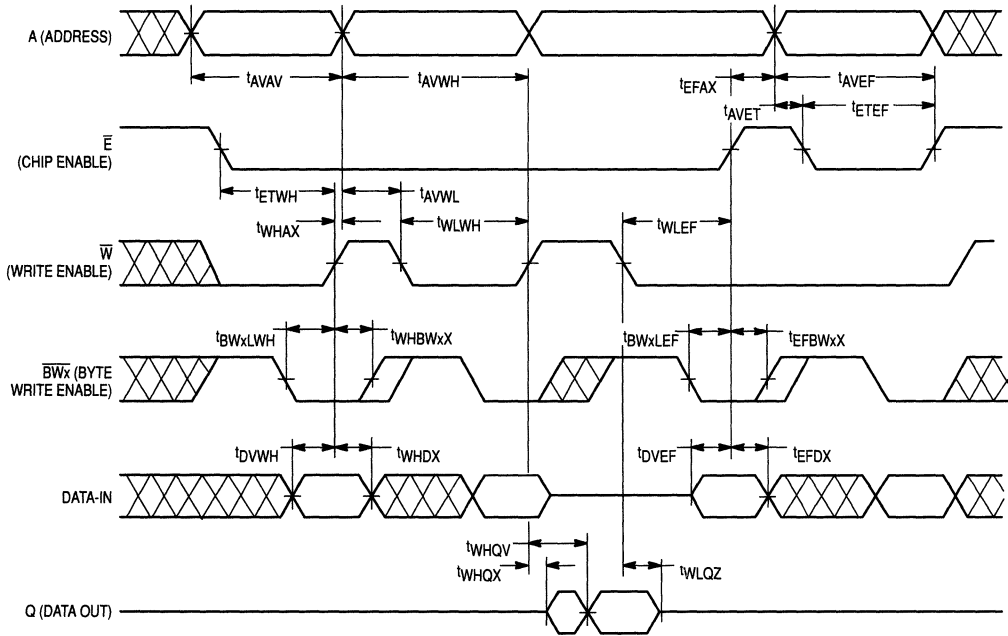 A (ADDRESS)
tAVAV
tAVWH
tEFAX
tAVEF
tAVET
tETEF
E̅
(CHIP ENABLE)
tETWH
tAVWL
tWHAX
tWLWH
tWLEF
W̅
(WRITE ENABLE)
tBWxLWH
tWHBWxX
tBWxLEF
tEFBWxX
B̅W̅x̅ (BYTE
WRITE ENABLE)
tDVWH
tWHDX
tDVEF
tEFDX
DATA-IN
tWHQV
tWHQX
tWLQZ
Q (DATA OUT)